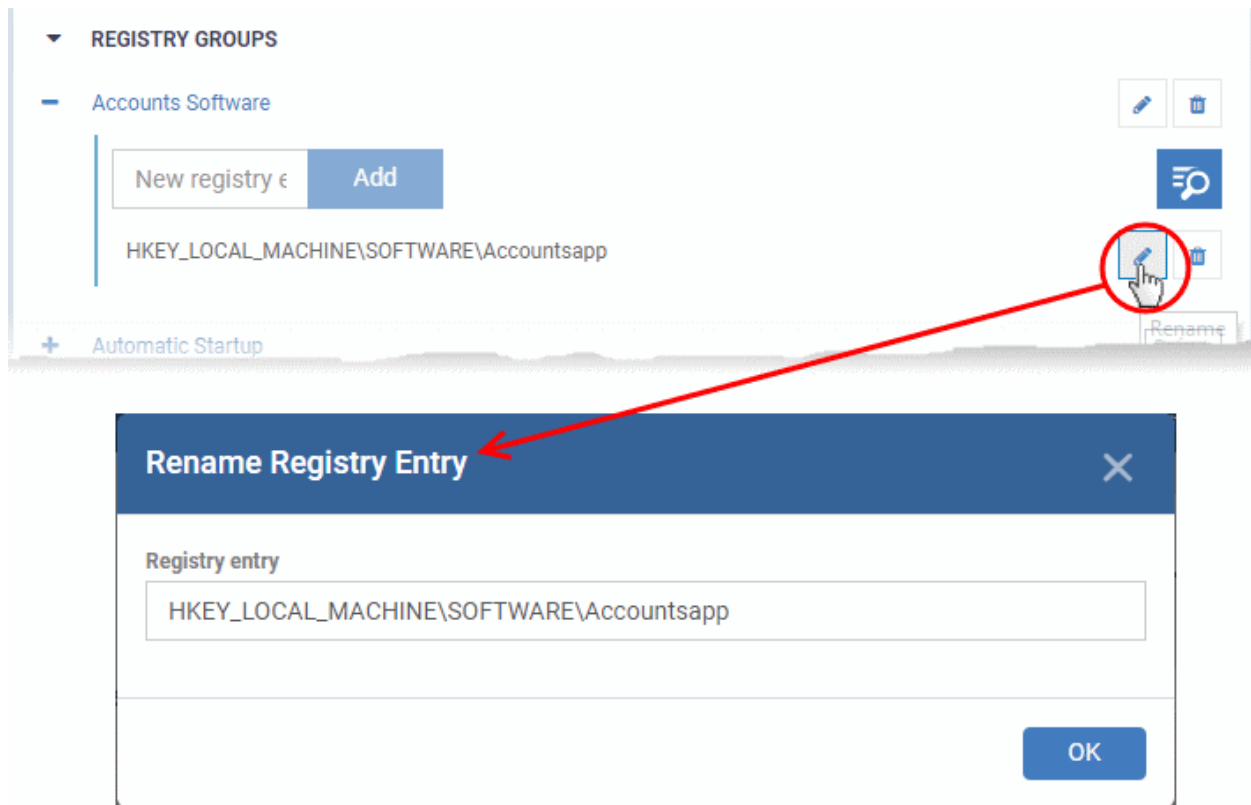 REGISTRY GROUPS
Accounts Software
New registry e
Add
HKEY_LOCAL_MACHINE\SOFTWARE\Accountsapp
Rename
Automatic Startup
Rename Registry Entry
Registry entry
HKEY_LOCAL_MACHINE\SOFTWARE\Accountsapp
OK